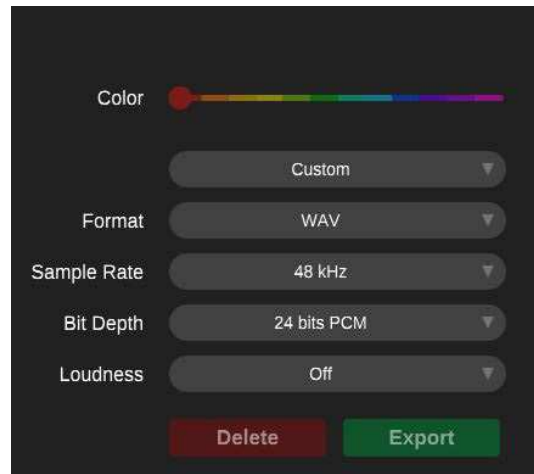 Color
Custom
Format WAV
Sample Rate 48 kHz
Bit Depth 24 bits PCM
Loudness Off
Delete Export